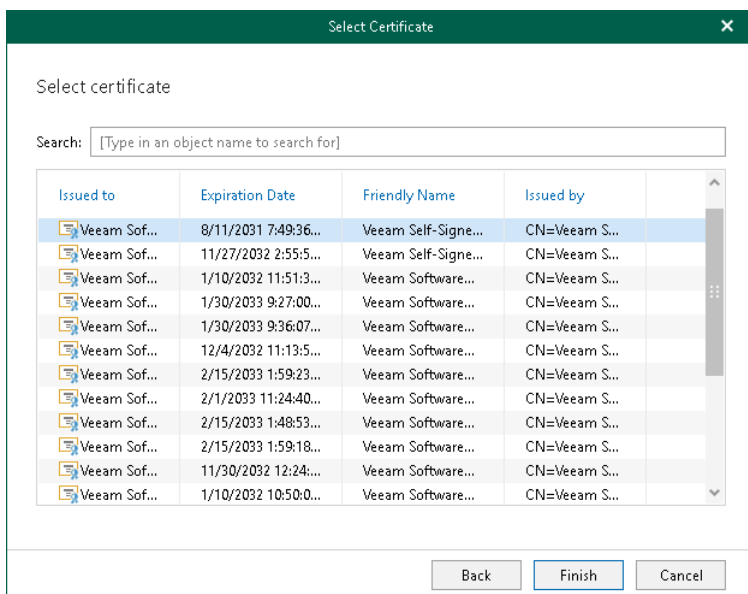 Select Certificate
Select certificate
Search: [Type in an object name to search for]
Issued to Expiration Date Friendly Name Issued by
Veeam Sof... 8/11/2031 7:49:36... Veeam Self-Signe... CN=Veeam S...
Veeam Sof... 11/27/2032 2:55:5... Veeam Self-Signe... CN=Veeam S...
Veeam Sof... 1/10/2032 11:51:3... Veeam Software... CN=Veeam S...
Veeam Sof... 1/30/2033 9:27:00... Veeam Software... CN=Veeam S...
Veeam Sof... 1/30/2033 9:36:07... Veeam Software... CN=Veeam S...
Veeam Sof... 12/4/2032 11:13:5... Veeam Software... CN=Veeam S...
Veeam Sof... 2/15/2033 1:59:23... Veeam Software... CN=Veeam S...
Veeam Sof... 2/1/2033 11:24:40... Veeam Software... CN=Veeam S...
Veeam Sof... 2/15/2033 1:48:53... Veeam Software... CN=Veeam S...
Veeam Sof... 2/15/2033 1:59:18... Veeam Software... CN=Veeam S...
Veeam Sof... 11/30/2032 12:24:... Veeam Software... CN=Veeam S...
Veeam Sof... 1/10/2032 10:50:0... Veeam Software... CN=Veeam S...
Back Finish Cancel